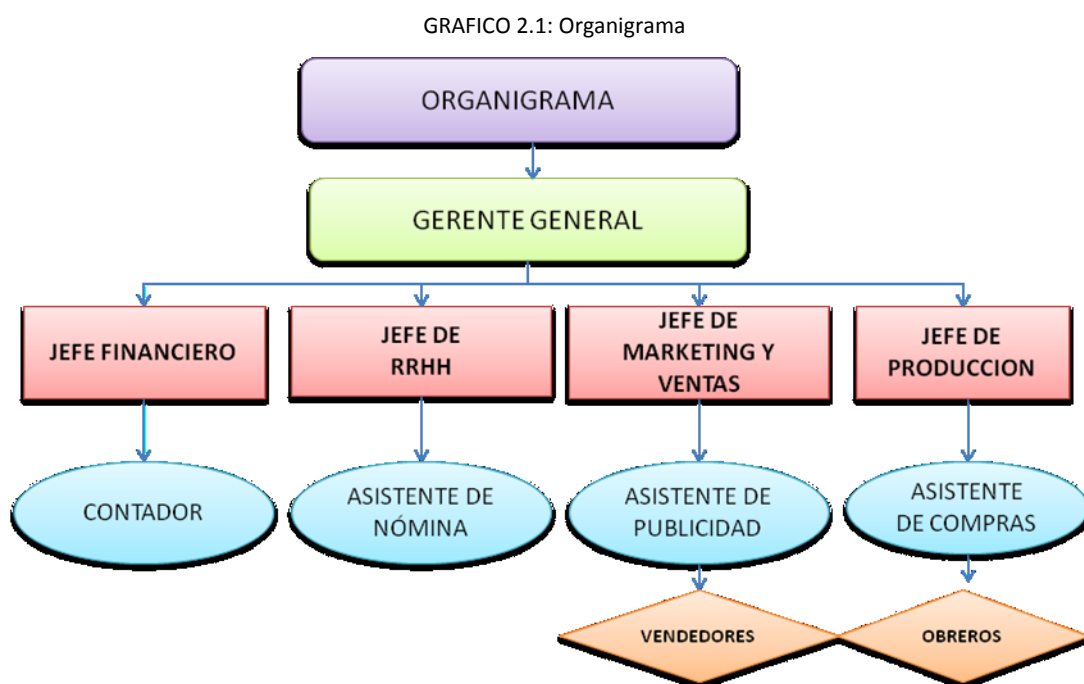 GRAFICO 2.1: Organigrama
ORGANIGRAMA
GERENTE GENERAL
JEFE FINANCIERO
JEFE DE
RRHH
JEFE DE
MARKETING Y
VENTAS
JEFE DE
PRODUCCION
CONTADOR
ASISTENTE DE
NÓMINA
ASISTENTE DE
PUBLICIDAD
ASISTENTE
DE COMPRAS
VENDEDORES
OBREROS